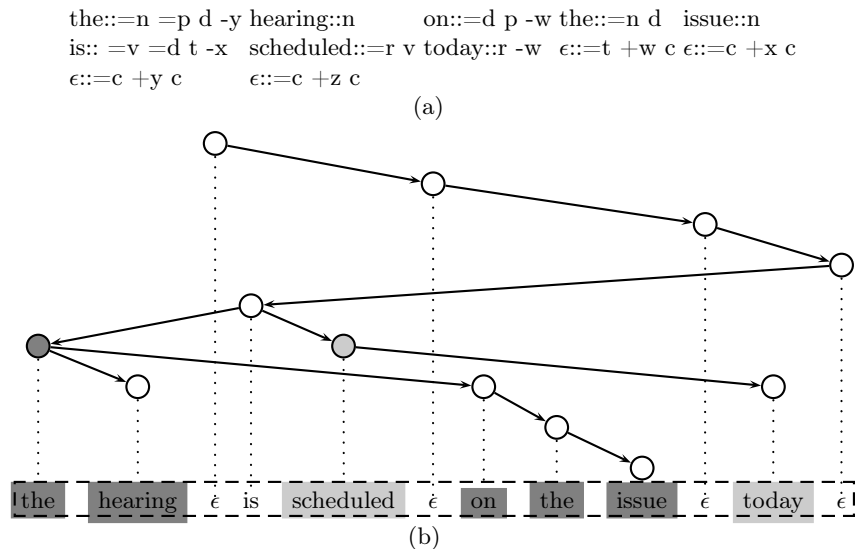 the::=n =p d -y hearing::n on::=d p -w the::=n d issue::n
is:: =v =d t -x scheduled::=r v today::r -w ϵ::=t +w c ϵ::=c +x c
ϵ::=c +y c ϵ::=c +z c
(a)
the hearing ϵ is scheduled ϵ on the issue ϵ today ϵ
(b)